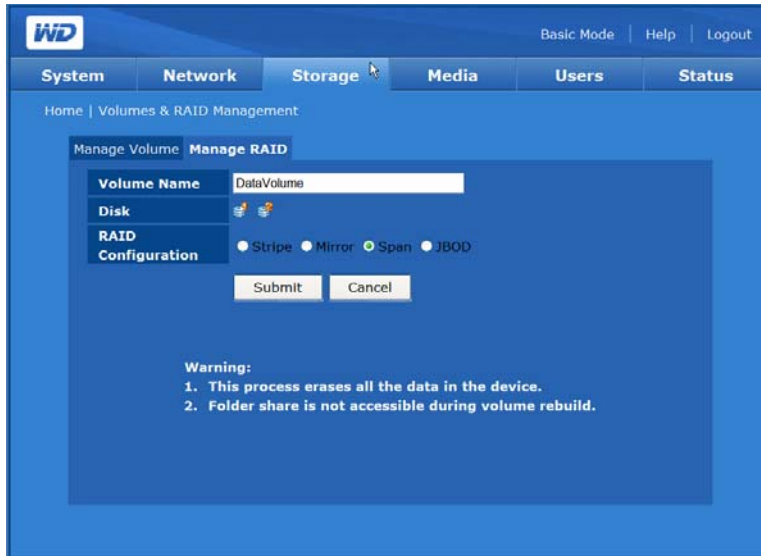 WD
Basic Mode | Help | Logout
System Network Storage Media Users Status
Home | Volumes & RAID Management
Manage Volume Manage RAID
Volume Name DataVolume
Disk
RAID Configuration Stripe Mirror Span JBOD
Submit Cancel
Warning:
1. This process erases all the data in the device.
2. Folder share is not accessible during volume rebuild.